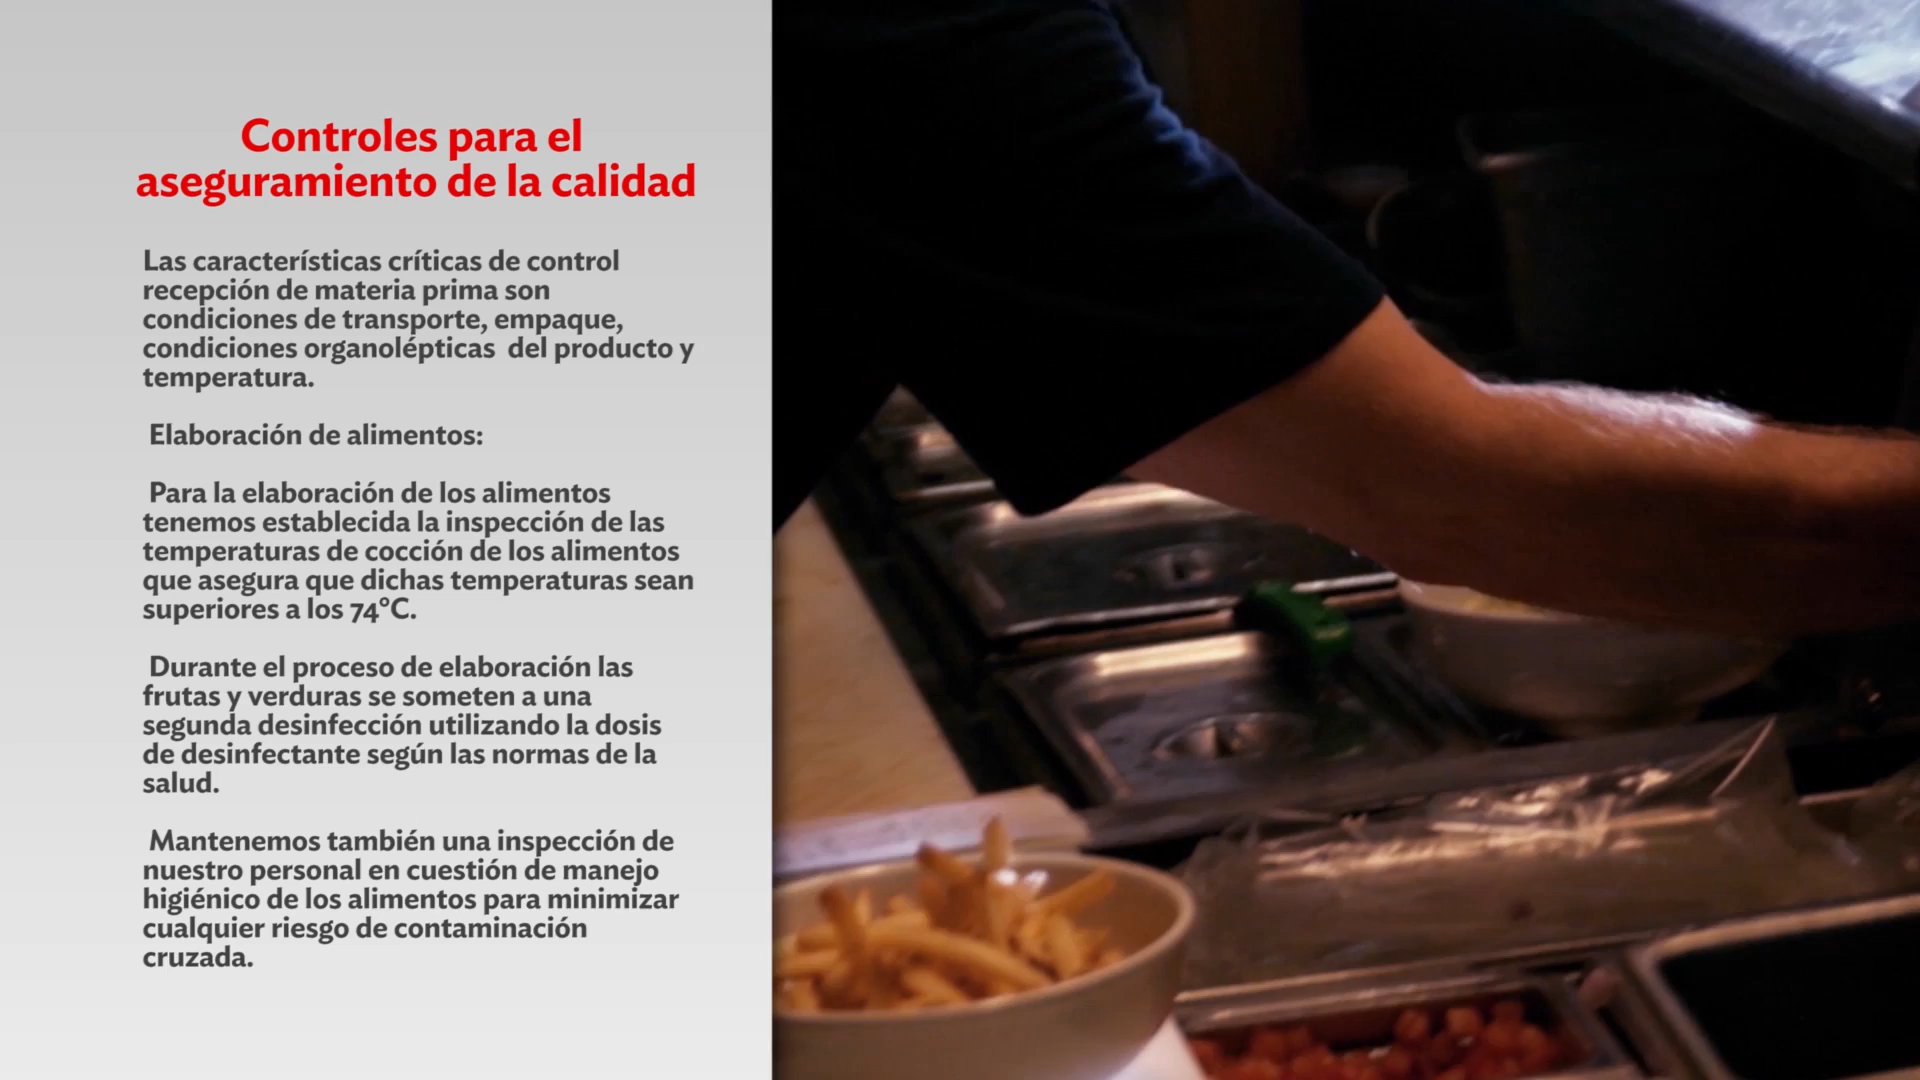 Controles para el
aseguramiento de la calidad
Las características críticas de control
recepción de materia prima son
condiciones de transporte, empaque,
condiciones organolépticas del producto y
temperatura.
Elaboración de alimentos:
Para la elaboración de los alimentos
tenemos establecida la inspección de las
temperaturas de cocción de los alimentos
que asegura que dichas temperaturas sean
superiores a los 74°C.
Durante el proceso de elaboración las
frutas y verduras se someten a una
segunda desinfección utilizando la dosis
de desinfectante según las normas de la
salud.
Mantenemos también una inspección de
nuestro personal en cuestión de manejo
higiénico de los alimentos para minimizar
cualquier riesgo de contaminación
cruzada.